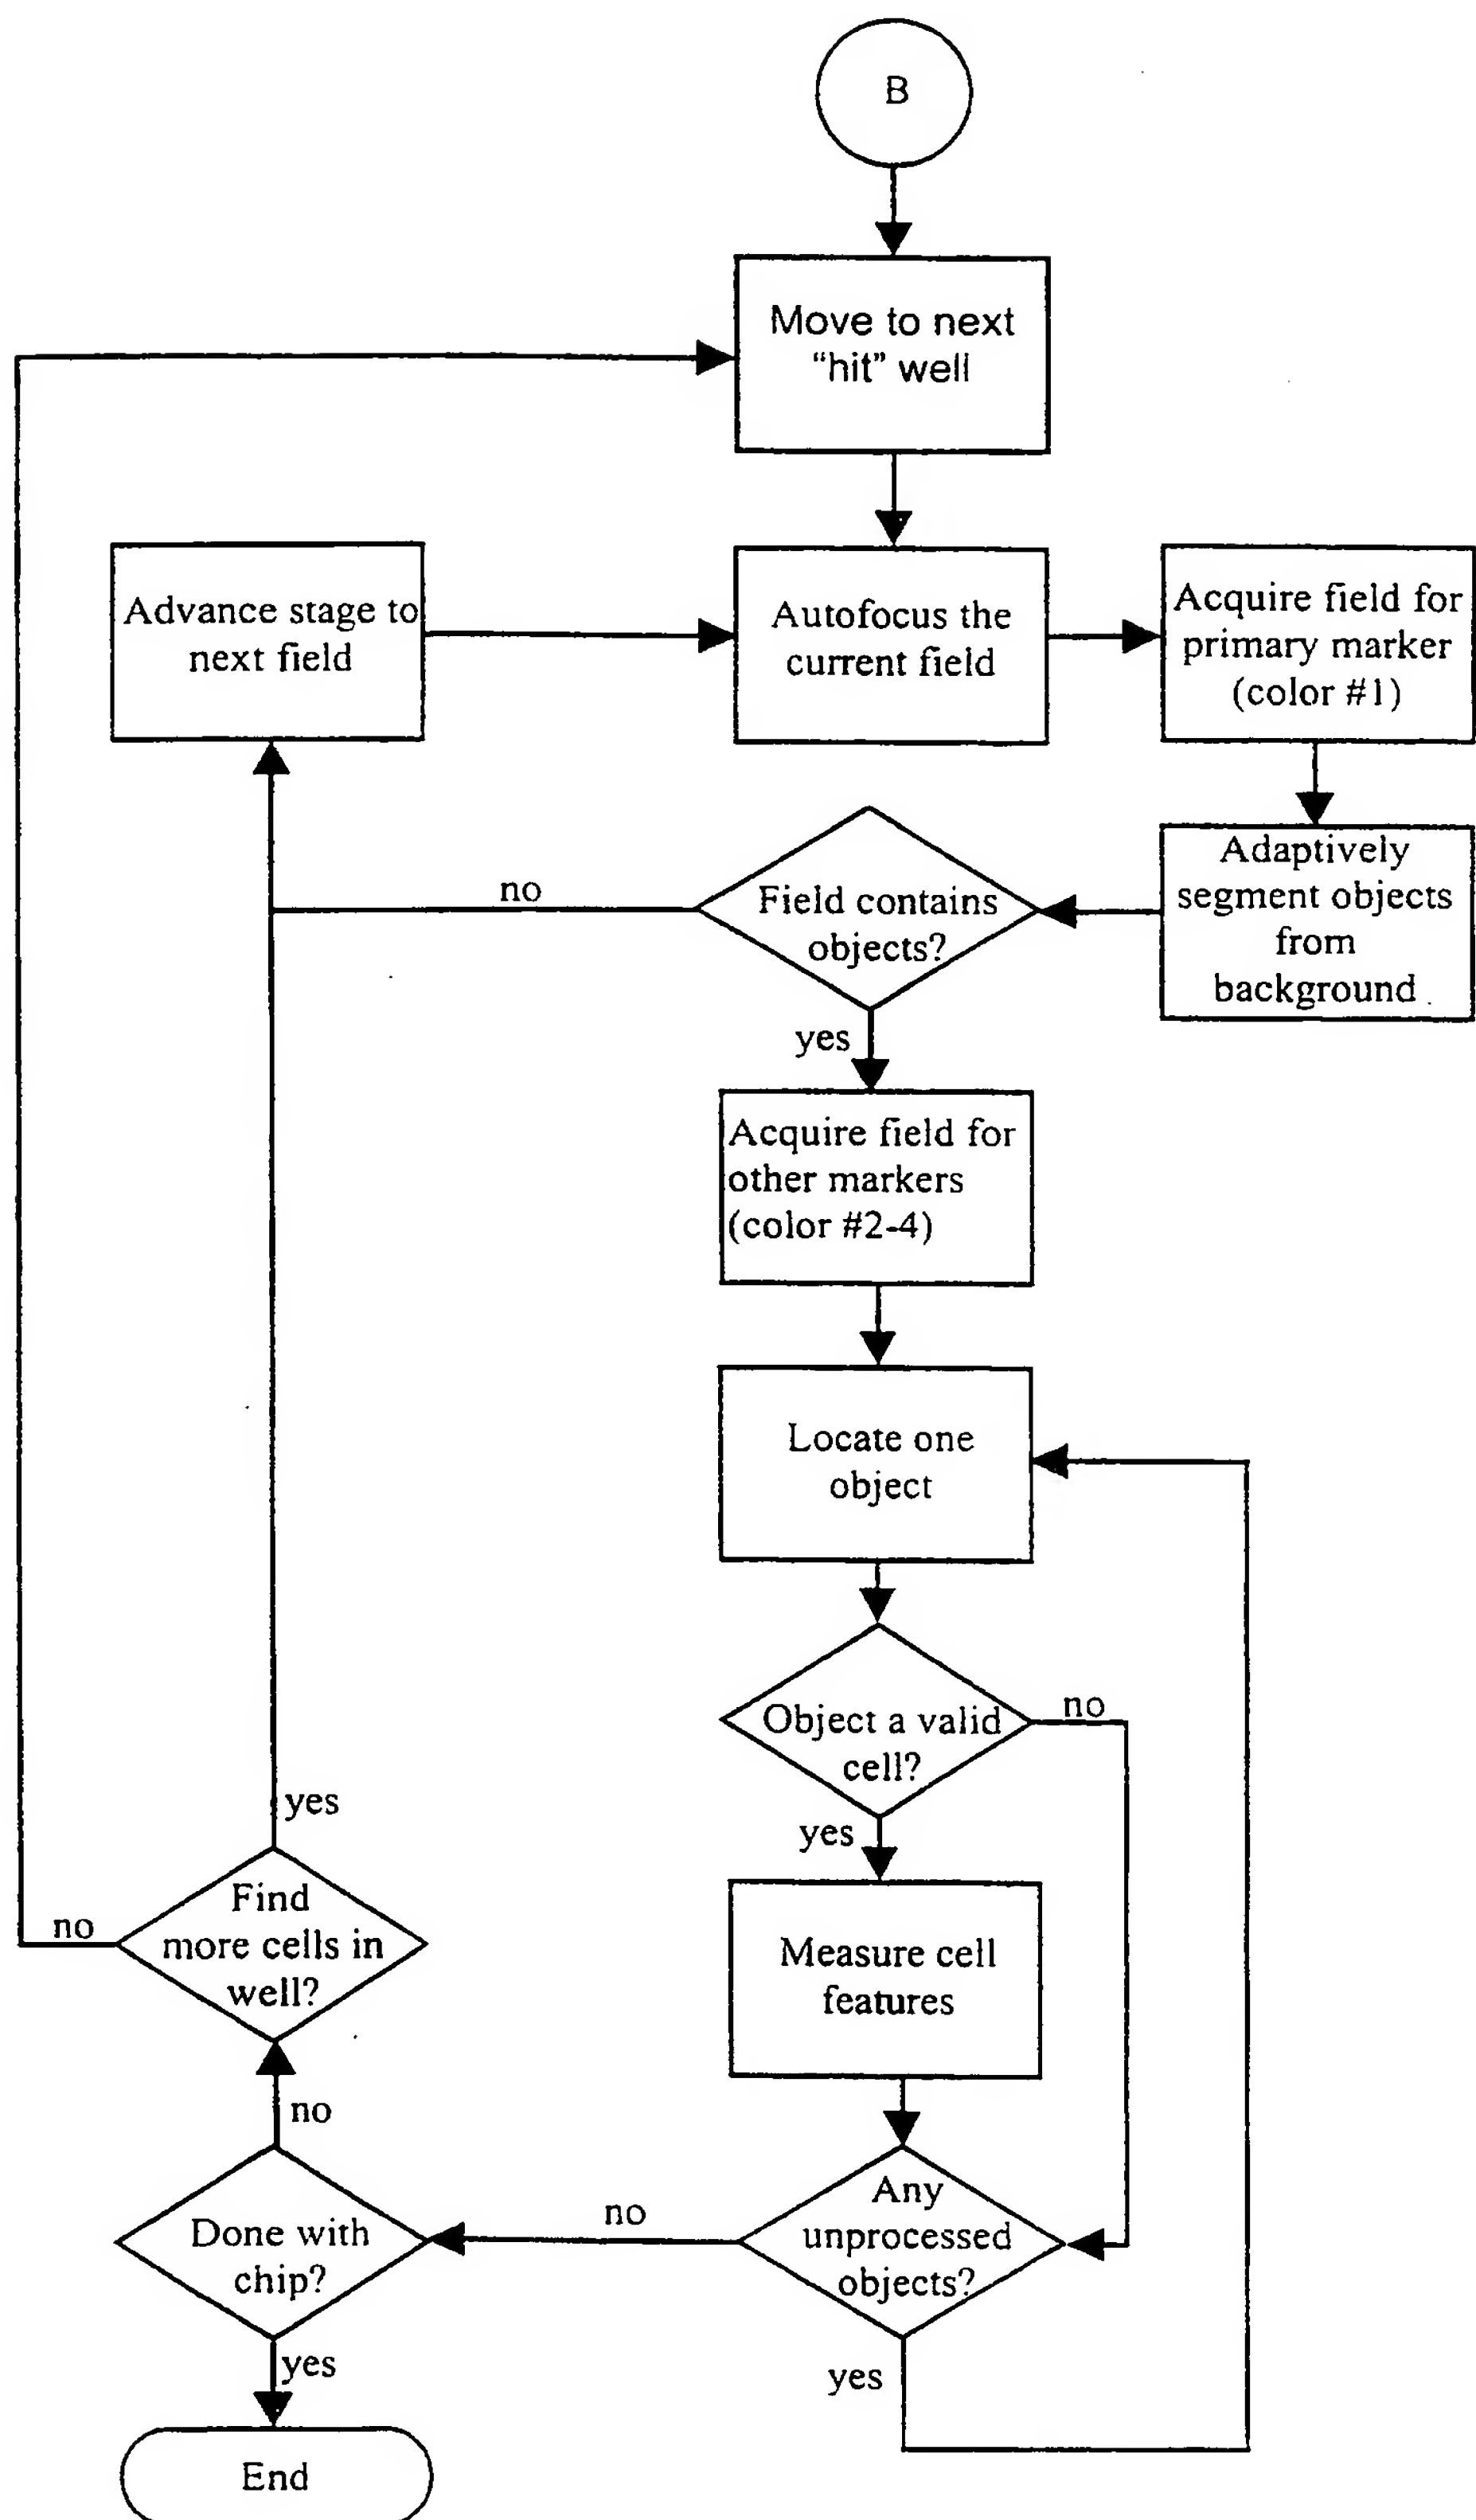 B
Move to next
“hit” well
Advance stage to
next field
Autofocus the
current field
Acquire field for
primary marker
(color #1)
Adaptively
segment objects
from
background
Field contains
objects?
no
yes
Acquire field for
other markers
(color #2-4)
Locate one
object
Object a valid
cell?
no
yes
Measure cell
features
Any
unprocessed
objects?
yes
no
Done with
chip?
no
Find
more cells in
well?
yes
no
yes
End